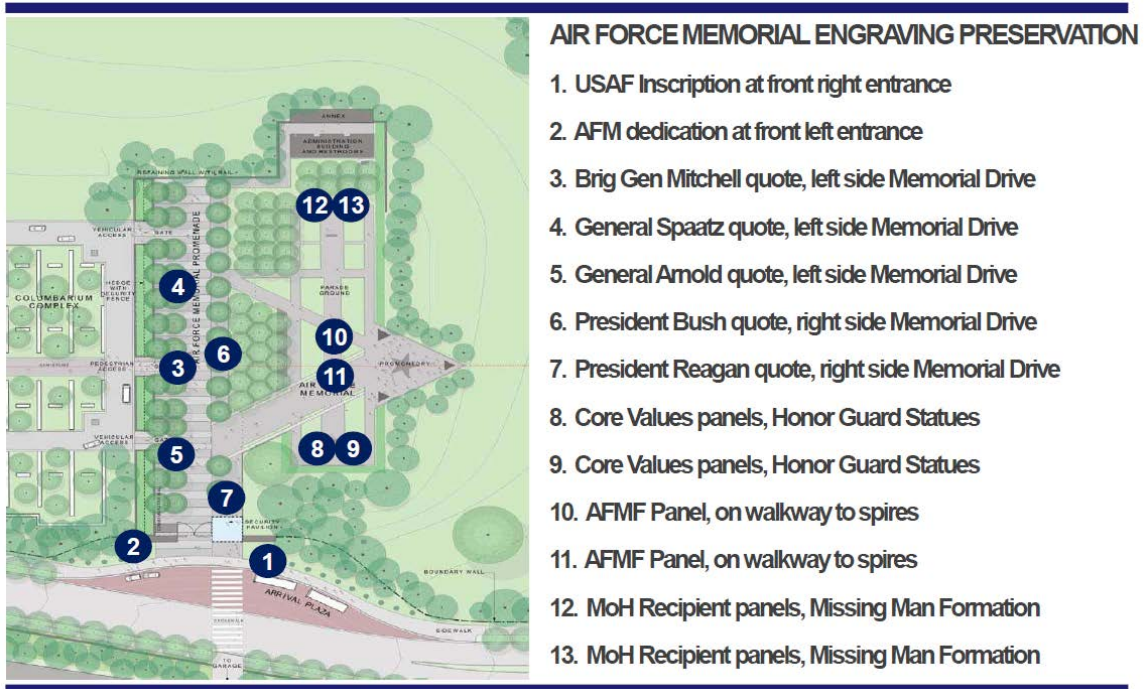 AIR FORCE MEMORIAL ENGRAVING PRESERVATION
1. USAF Inscription at front right entrance
2. AFM dedication at front left entrance
3. Brig Gen Mitchell quote, left side Memorial Drive
4. General Spaatz quote, left side Memorial Drive
5. General Arnold quote, left side Memorial Drive
6. President Bush quote, right side Memorial Drive
7. President Reagan quote, right side Memorial Drive
8. Core Values panels, Honor Guard Statues
9. Core Values panels, Honor Guard Statues
10. AFMF Panel, on walkway to spires
11. AFMF Panel, on walkway to spires
12. MoH Recipient panels, Missing Man Formation
13. MoH Recipient panels, Missing Man Formation
ANNEX
ADMINISTRATION
BUILDING
AND RESTROOMS
RETAINING WALL WITH RAIL
12 13
VEHICULAR
ACCESS
GATE
AIR FORCE MEMORIAL PROMENADE
HEDGE
WITH
SECURITY
FENCE
COLUMBARIUM
COMPLEX
4
PARADE
GROUND
10
6
3
PEDESTRIAN
ACCESS
PROMONTORY
11
AIR
MEMORIAL
VEHICULAR
ACCESS
5
8 9
7
SECURITY
PAVILION
2
1
BOUNDARY WALL
ARRIVAL PLAZA
CROSSWALK
SIDEWALK
TO
GARAGE